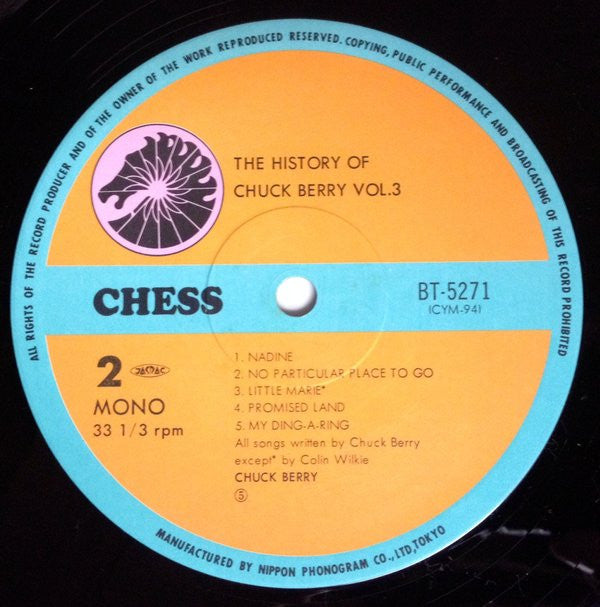 ALL RIGHTS OF THE RECORD PRODUCER AND OF THE OWNER OF THE WORK REPRODUCED RESERVED. COPYING, PUBLIC PERFORMANCE AND BROADCASTING OF THIS RECORD PROHIBITED
THE HISTORY OF
CHUCK BERRY VOL.3
CHESS
BT-5271
(CYM-94)
2 JASRAC
MONO
33 1/3 rpm
1. NADINE
2. NO PARTICULAR PLACE TO GO
3. LITTLE MARIE*
4. PROMISED LAND
5. MY DING-A-RING
All songs written by Chuck Berry
except* by Colin Wilkie
CHUCK BERRY
⑤
MANUFACTURED BY NIPPON PHONOGRAM CO.,LTD,TOKYO